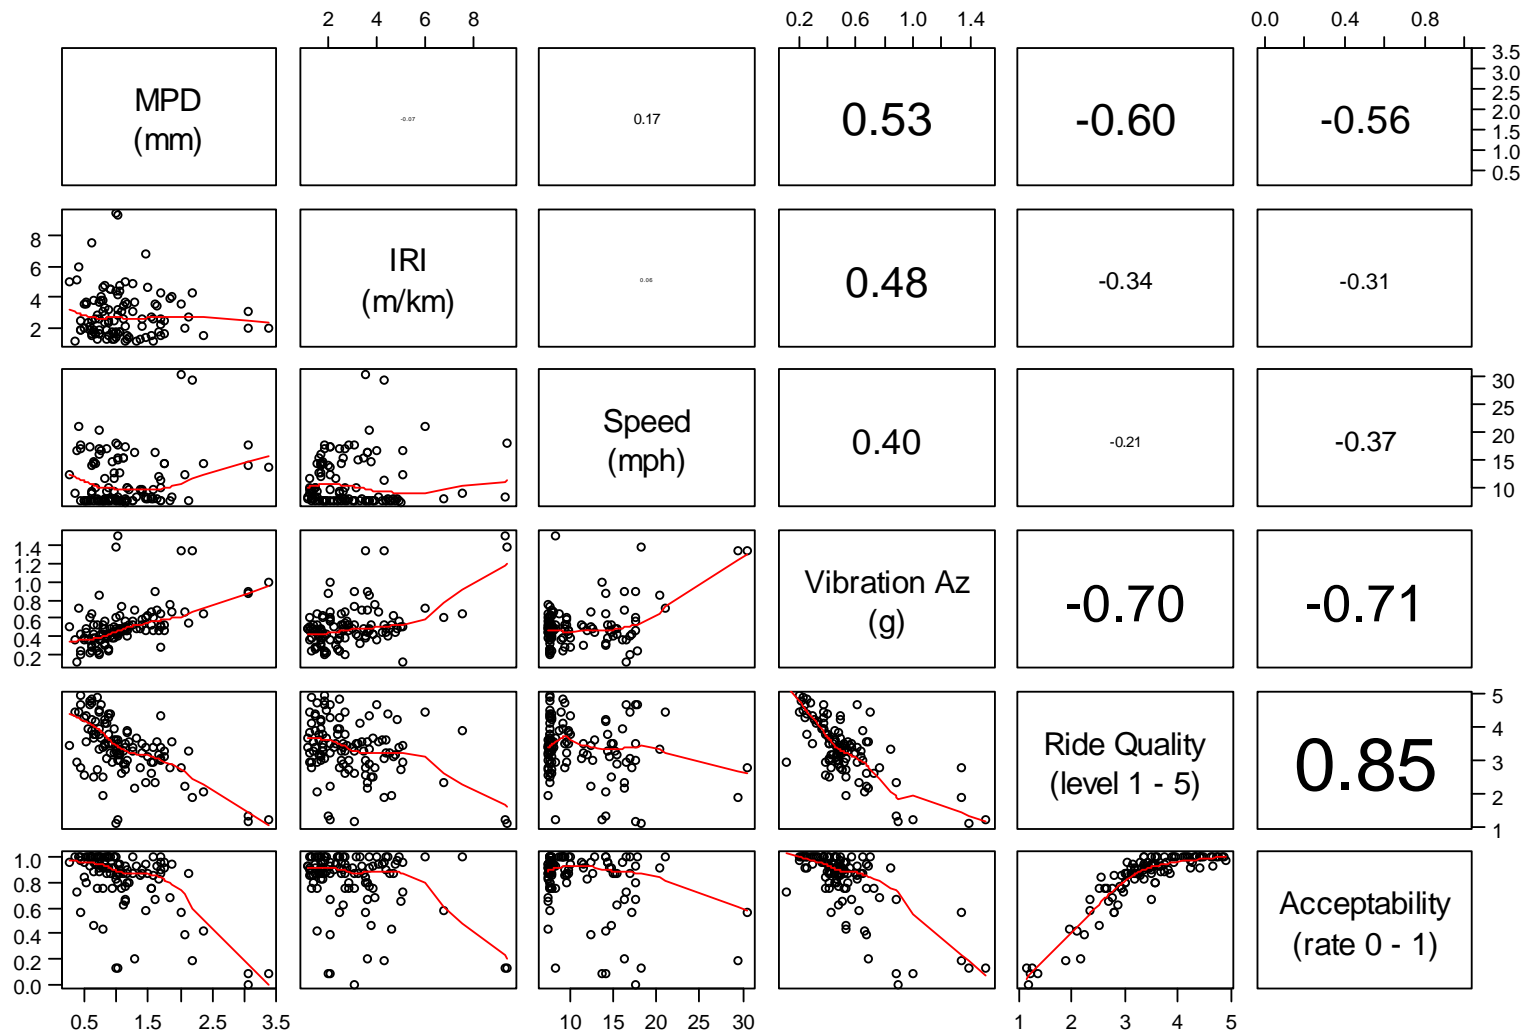 2 4 6 8
0.2 0.6 1.0 1.4
0.0 0.4 0.8
MPD
(mm)
-0.07
0.17
0.53
-0.60
-0.56
3.5
3.0
2.5
2.0
1.5
1.0
0.5
8
6
4
2
IRI
(m/km)
0.06
0.48
-0.34
-0.31
Speed
(mph)
0.40
-0.21
-0.37
30
25
20
15
10
1.4
1.2
1.0
0.8
0.6
0.4
0.2
Vibration Az
(g)
-0.70
-0.71
Ride Quality
(level 1 - 5)
0.85
5
4
3
2
1
1.0
0.8
0.6
0.4
0.2
0.0
Acceptability
(rate 0 - 1)
0.5 1.5 2.5 3.5
10 15 20 25 30
1 2 3 4 5